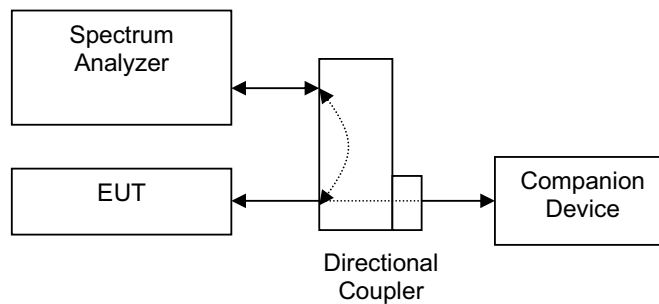 Spectrum
Analyzer
EUT
Companion
Device
Directional
Coupler